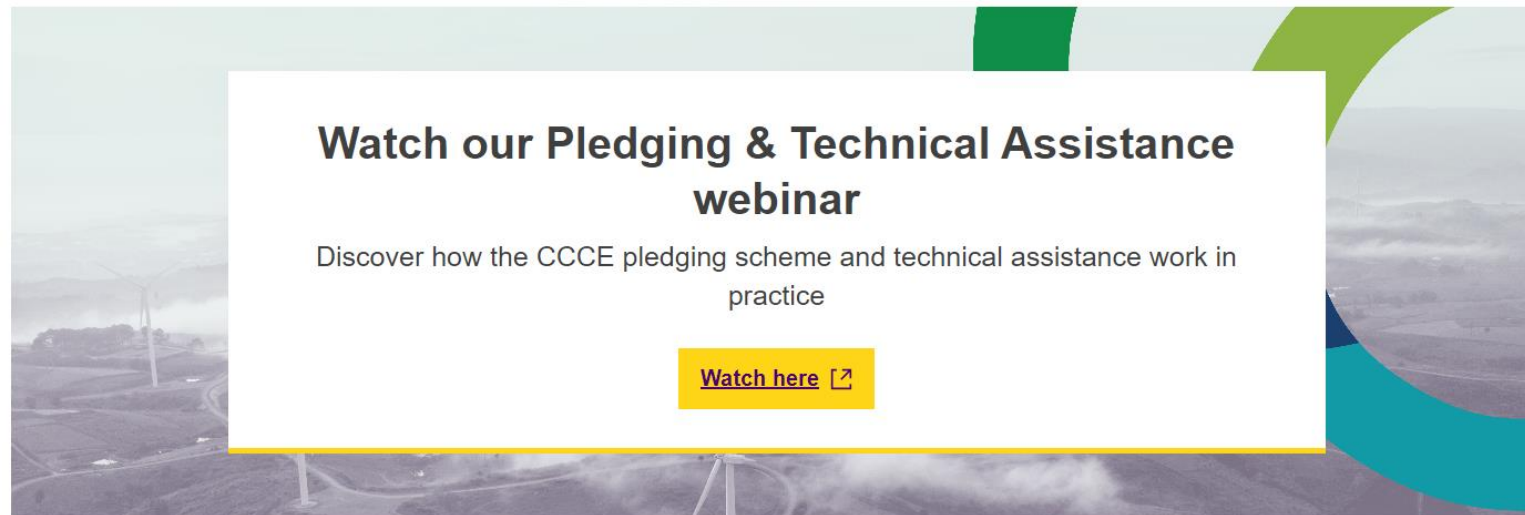 Watch our Pledging & Technical Assistance
webinar
Discover how the CCCE pledging scheme and technical assistance work in
practice
Watch here